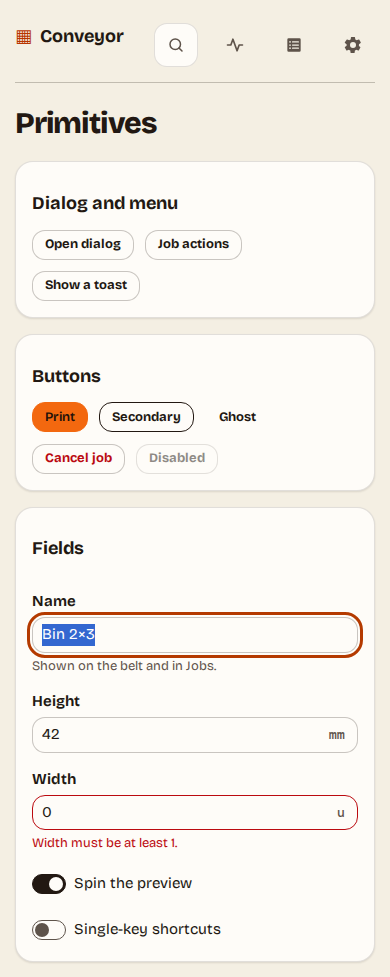 Conveyor
Primitives
Dialog and menu
Open dialog Job actions
Show a toast
Buttons
Print Secondary Ghost
Cancel job Disabled
Fields
Name
Bin 2×3
Shown on the belt and in Jobs.
Height
42 mm
Width
0 u
Width must be at least 1.
Spin the preview
Single-key shortcuts